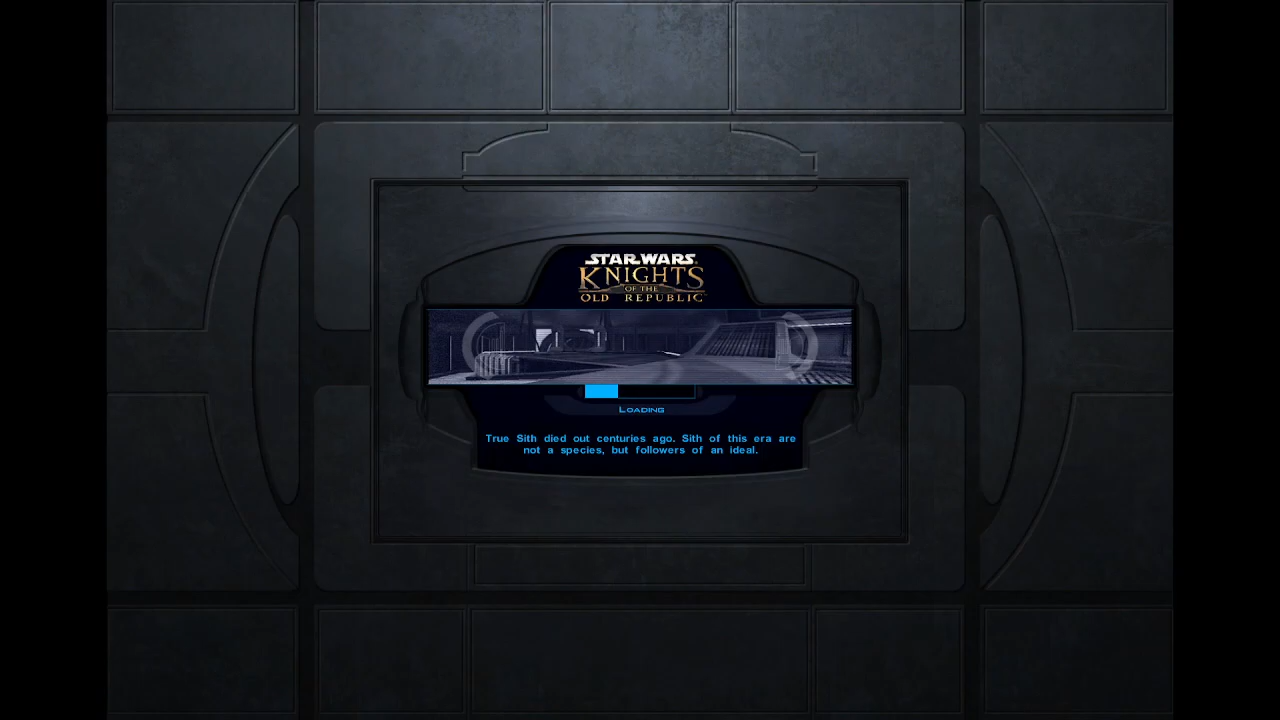 STAR WARS
KNIGHTS
OF THE
OLD REPUBLIC
LOADING
True Sith died out centuries ago. Sith of this era are
not a species, but followers of an ideal.